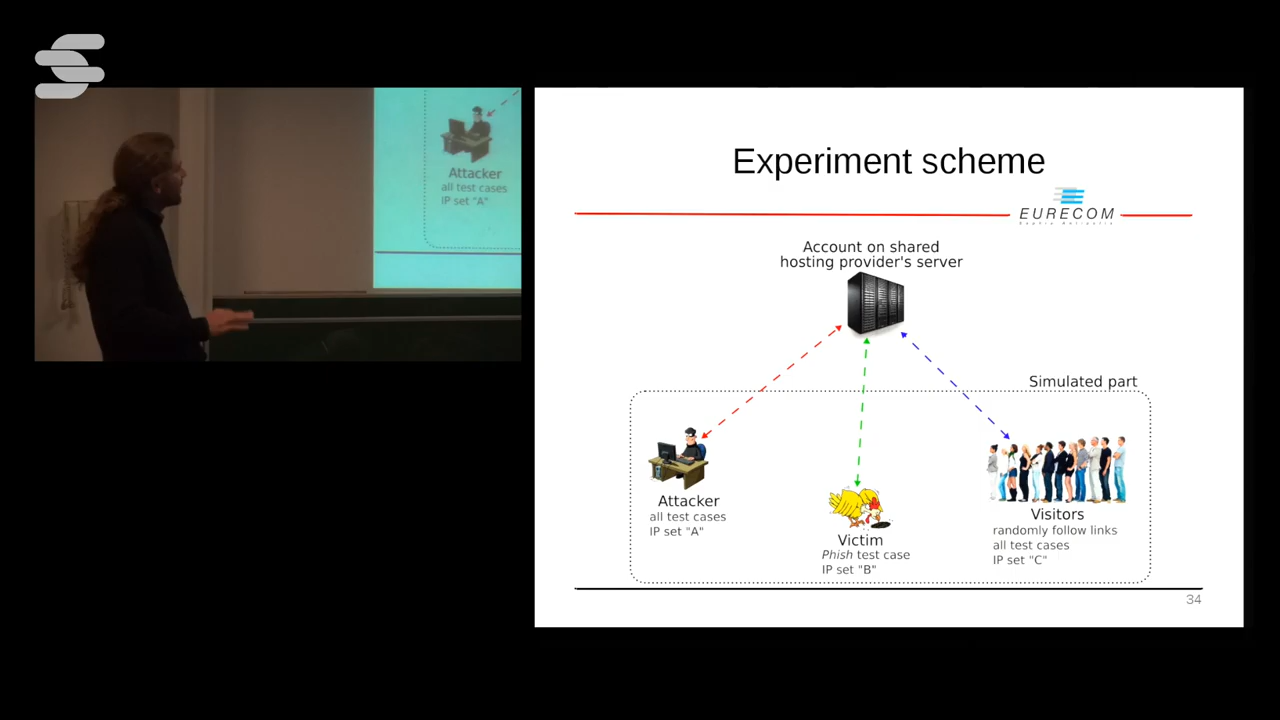 Attacker
all test cases
IP set "A"
Experiment scheme
EURECOM
Account on shared
hosting provider's server
Simulated part
Attacker
all test cases
IP set "A"
Victim
Phish test case
IP set "B"
Visitors
randomly follow links
all test cases
IP set "C"
34